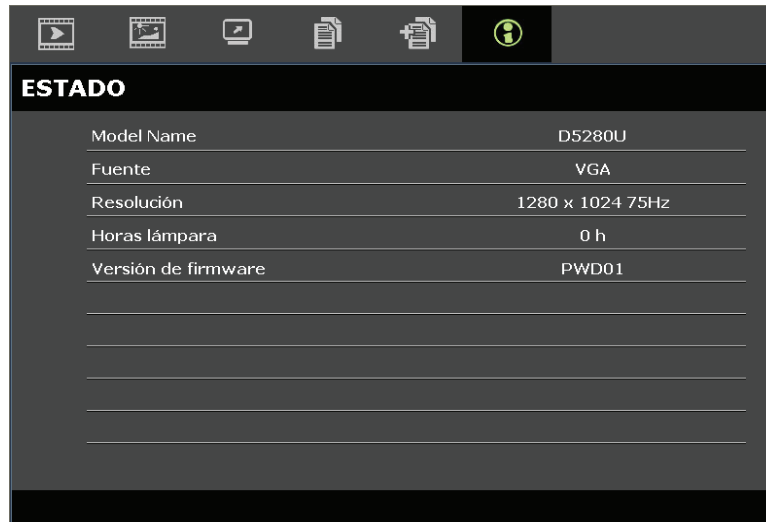 ESTADO
Model Name D5280U
Fuente VGA
Resolución 1280 x 1024 75Hz
Horas lámpara 0 h
Versión de firmware PWD01